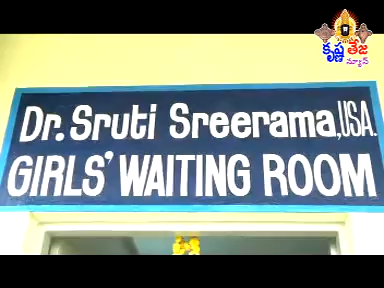 కృష్ణ తేజ
న్యూస్
Dr. Sruti Sreerama, USA.
GIRLS' WAITING ROOM